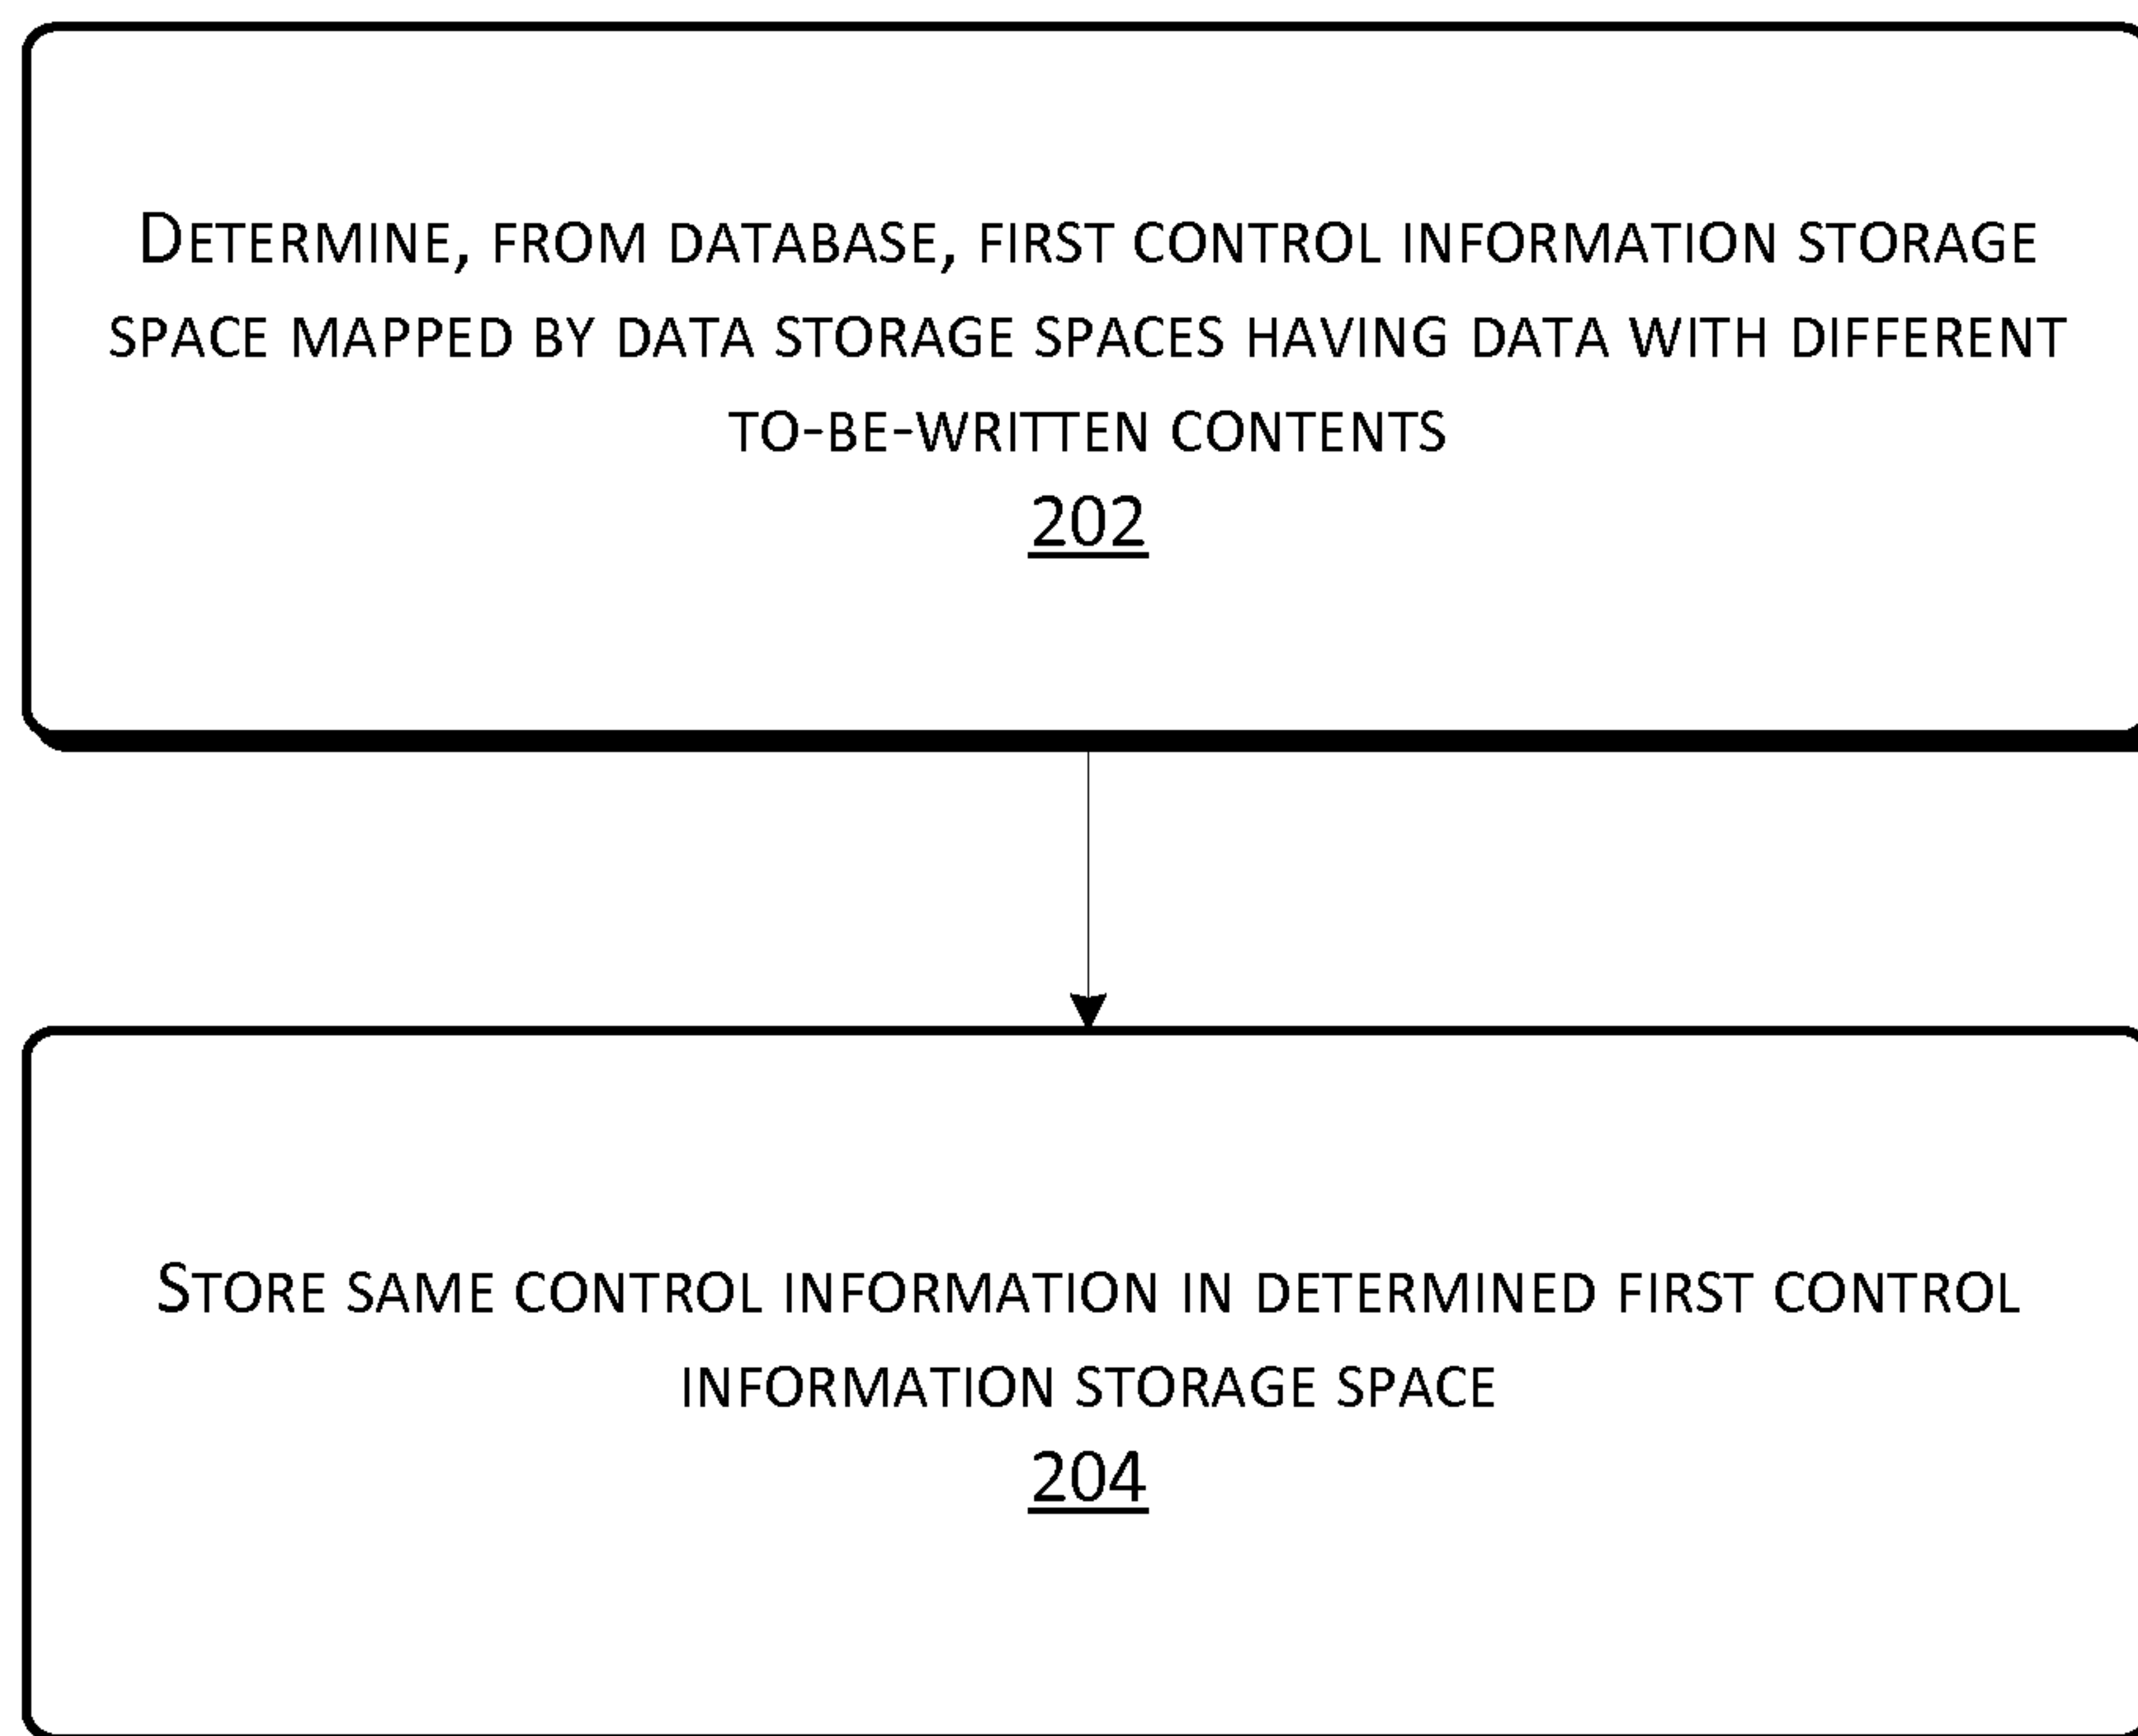 Determine, from database, first control information storage
space mapped by data storage spaces having data with different
to-be-written contents
202
Store same control information in determined first control
information storage space
204